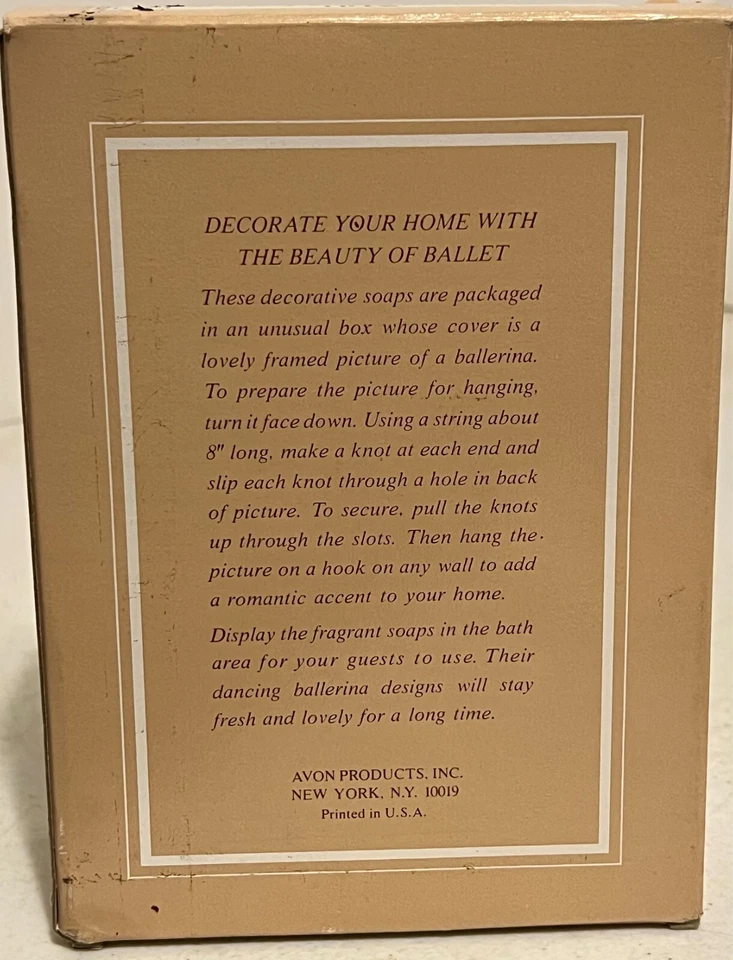 DECORATE YOUR HOME WITH
THE BEAUTY OF BALLET
These decorative soaps are packaged
in an unusual box whose cover is a
lovely framed picture of a ballerina.
To prepare the picture for hanging,
turn it face down. Using a string about
8" long, make a knot at each end and
slip each knot through a hole in back
of picture. To secure, pull the knots
up through the slots. Then hang the
picture on a hook on any wall to add
a romantic accent to your home.
Display the fragrant soaps in the bath
area for your guests to use. Their
dancing ballerina designs will stay
fresh and lovely for a long time.
AVON PRODUCTS, INC.
NEW YORK, N.Y. 10019
Printed in U.S.A.